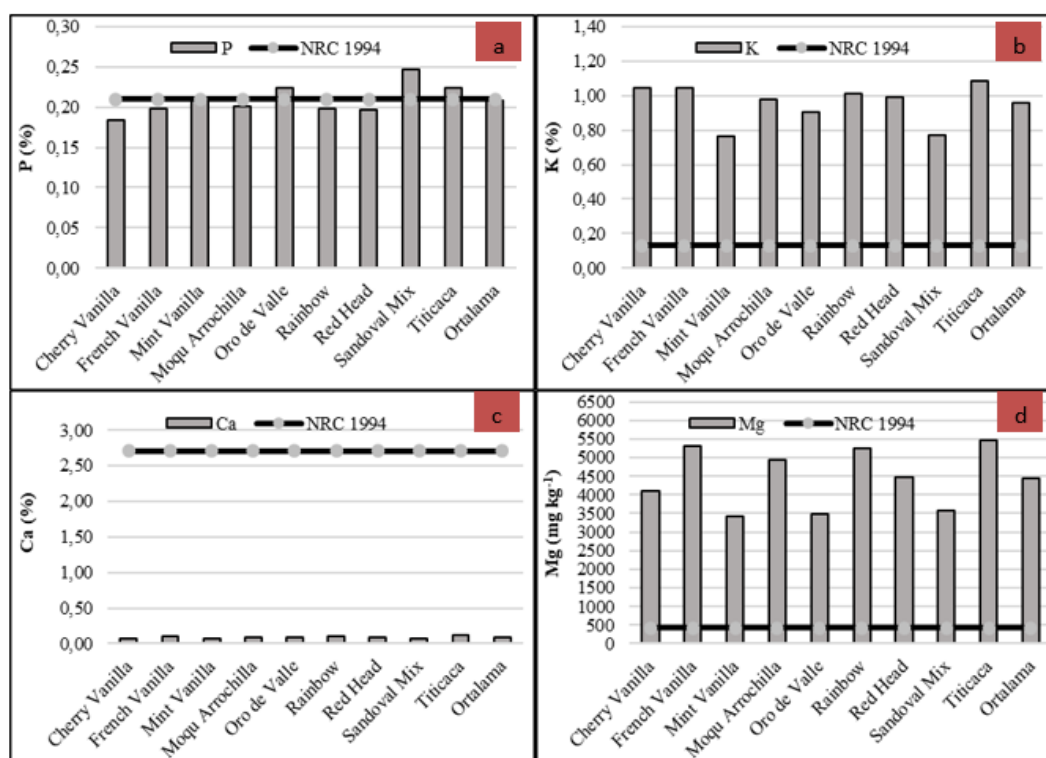 a
P
NRC 1994
P (%)
0,30
0,25
0,20
0,15
0,10
0,05
0,00
Cherry Vanilla
French Vanilla
Mint Vanilla
Moqu Arrochilla
Oro de Valle
Rainbow
Red Head
Sandoval Mix
Titicaca
Ortalama
b
K
NRC 1994
K (%)
1,40
1,20
1,00
0,80
0,60
0,40
0,20
0,00
Cherry Vanilla
French Vanilla
Mint Vanilla
Moqu Arrochilla
Oro de Valle
Rainbow
Red Head
Sandoval Mix
Titicaca
Ortalama
c
Ca
NRC 1994
Ca (%)
3,00
2,50
2,00
1,50
1,00
0,50
0,00
Cherry Vanilla
French Vanilla
Mint Vanilla
Moqu Arrochilla
Oro de Valle
Rainbow
Red Head
Sandoval Mix
Titicaca
Ortalama
d
Mg
NRC 1994
Mg (mg kg⁻¹)
6500
6000
5500
5000
4500
4000
3500
3000
2500
2000
1500
1000
500
0
Cherry Vanilla
French Vanilla
Mint Vanilla
Moqu Arrochilla
Oro de Valle
Rainbow
Red Head
Sandoval Mix
Titicaca
Ortalama